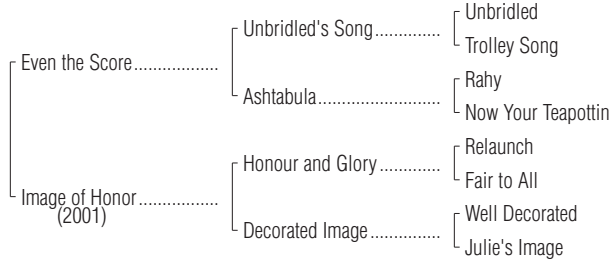 Unbridled
Unbridled's Song..............
Trolley Song
Even the Score..................
Rahy
Ashtabula..........................
Now Your Teapottin
Relaunch
Honour and Glory.............
Fair to All
Image of Honor.................
(2001)
Well Decorated
Decorated Image...............
Julie's Image